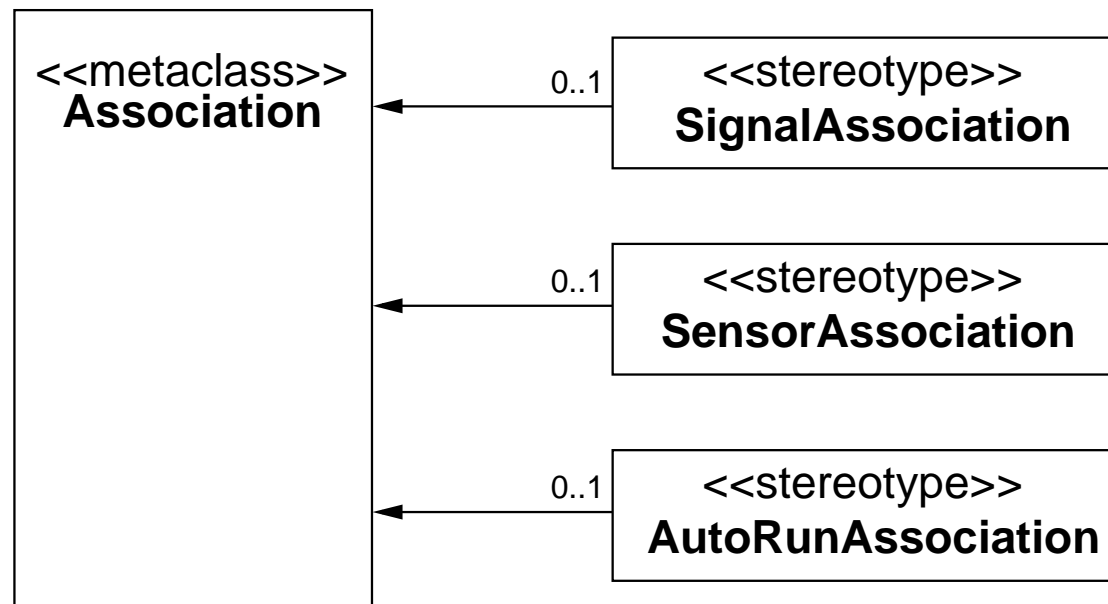 <<metaclass>>
Association
0..1
<<stereotype>>
SignalAssociation
0..1
<<stereotype>>
SensorAssociation
0..1
<<stereotype>>
AutoRunAssociation